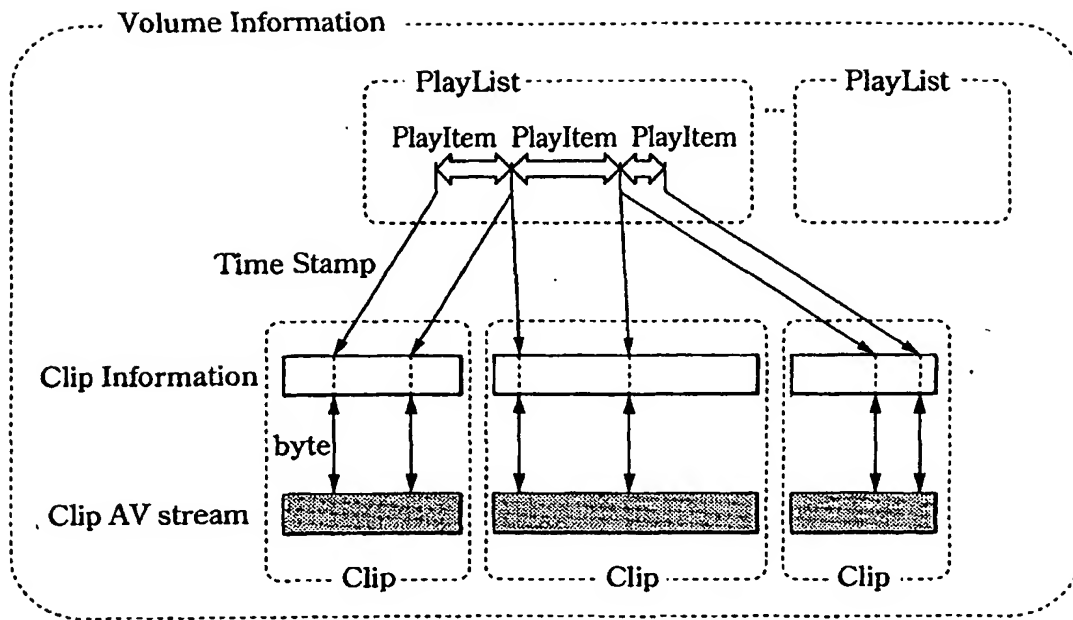 Volume Information
PlayList
...
PlayList
PlayItem PlayItem PlayItem
Time Stamp
Clip Information
byte
Clip AV stream
Clip
Clip
Clip